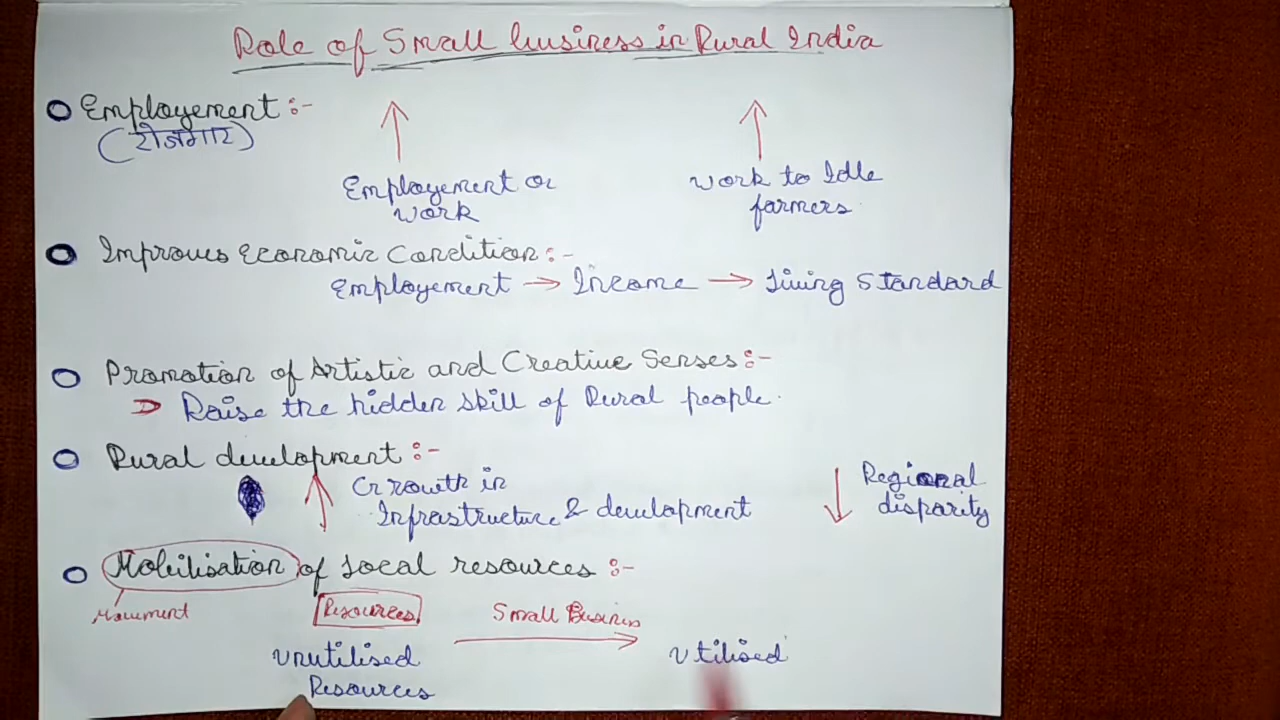 Role of Small business in Rural India
Employement :-
(रोजगार)
Employement or
work
work to Idle
farmers
Improves Economic Condition :-
Employement → Income → Living Standard
Promotion of Artistic and Creative Senses :-
Raise the hidden skill of Rural people.
Rural development :-
Growth in
Infrastructure & development
Regional
disparity
Mobilisation of Local resources :-
Movement
Resources
Small Business
unutilised
Resources
utilised